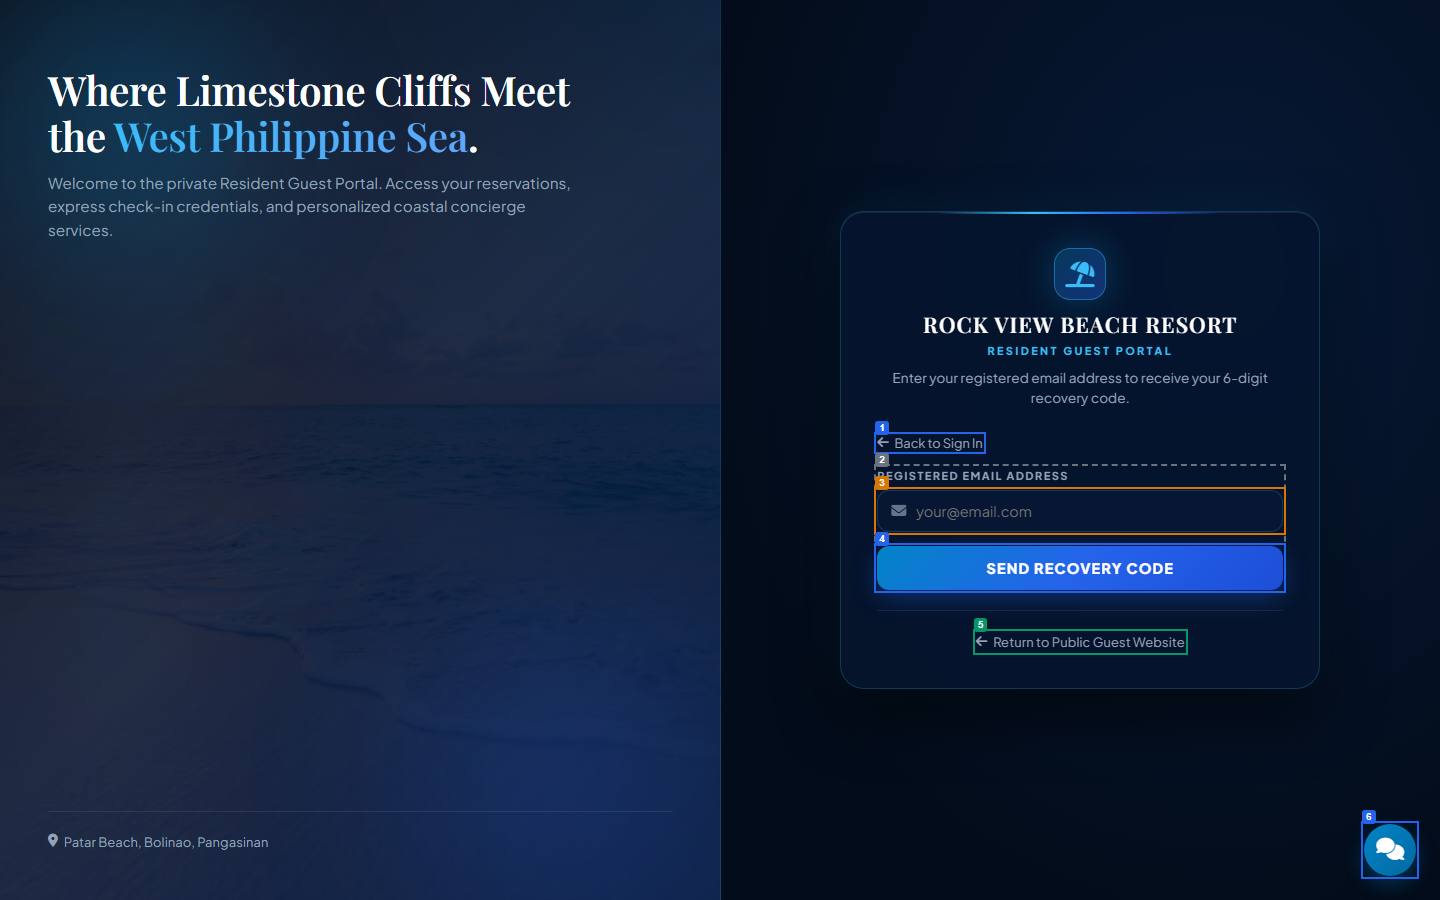 Where Limestone Cliffs Meet
the West Philippine Sea.
Welcome to the private Resident Guest Portal. Access your reservations,
express check-in credentials, and personalized coastal concierge
services.
Patar Beach, Bolinao, Pangasinan
ROCK VIEW BEACH RESORT
RESIDENT GUEST PORTAL
Enter your registered email address to receive your 6-digit
recovery code.
1
Back to Sign In
2
REGISTERED EMAIL ADDRESS
3
your@email.com
4
SEND RECOVERY CODE
5
Return to Public Guest Website
6